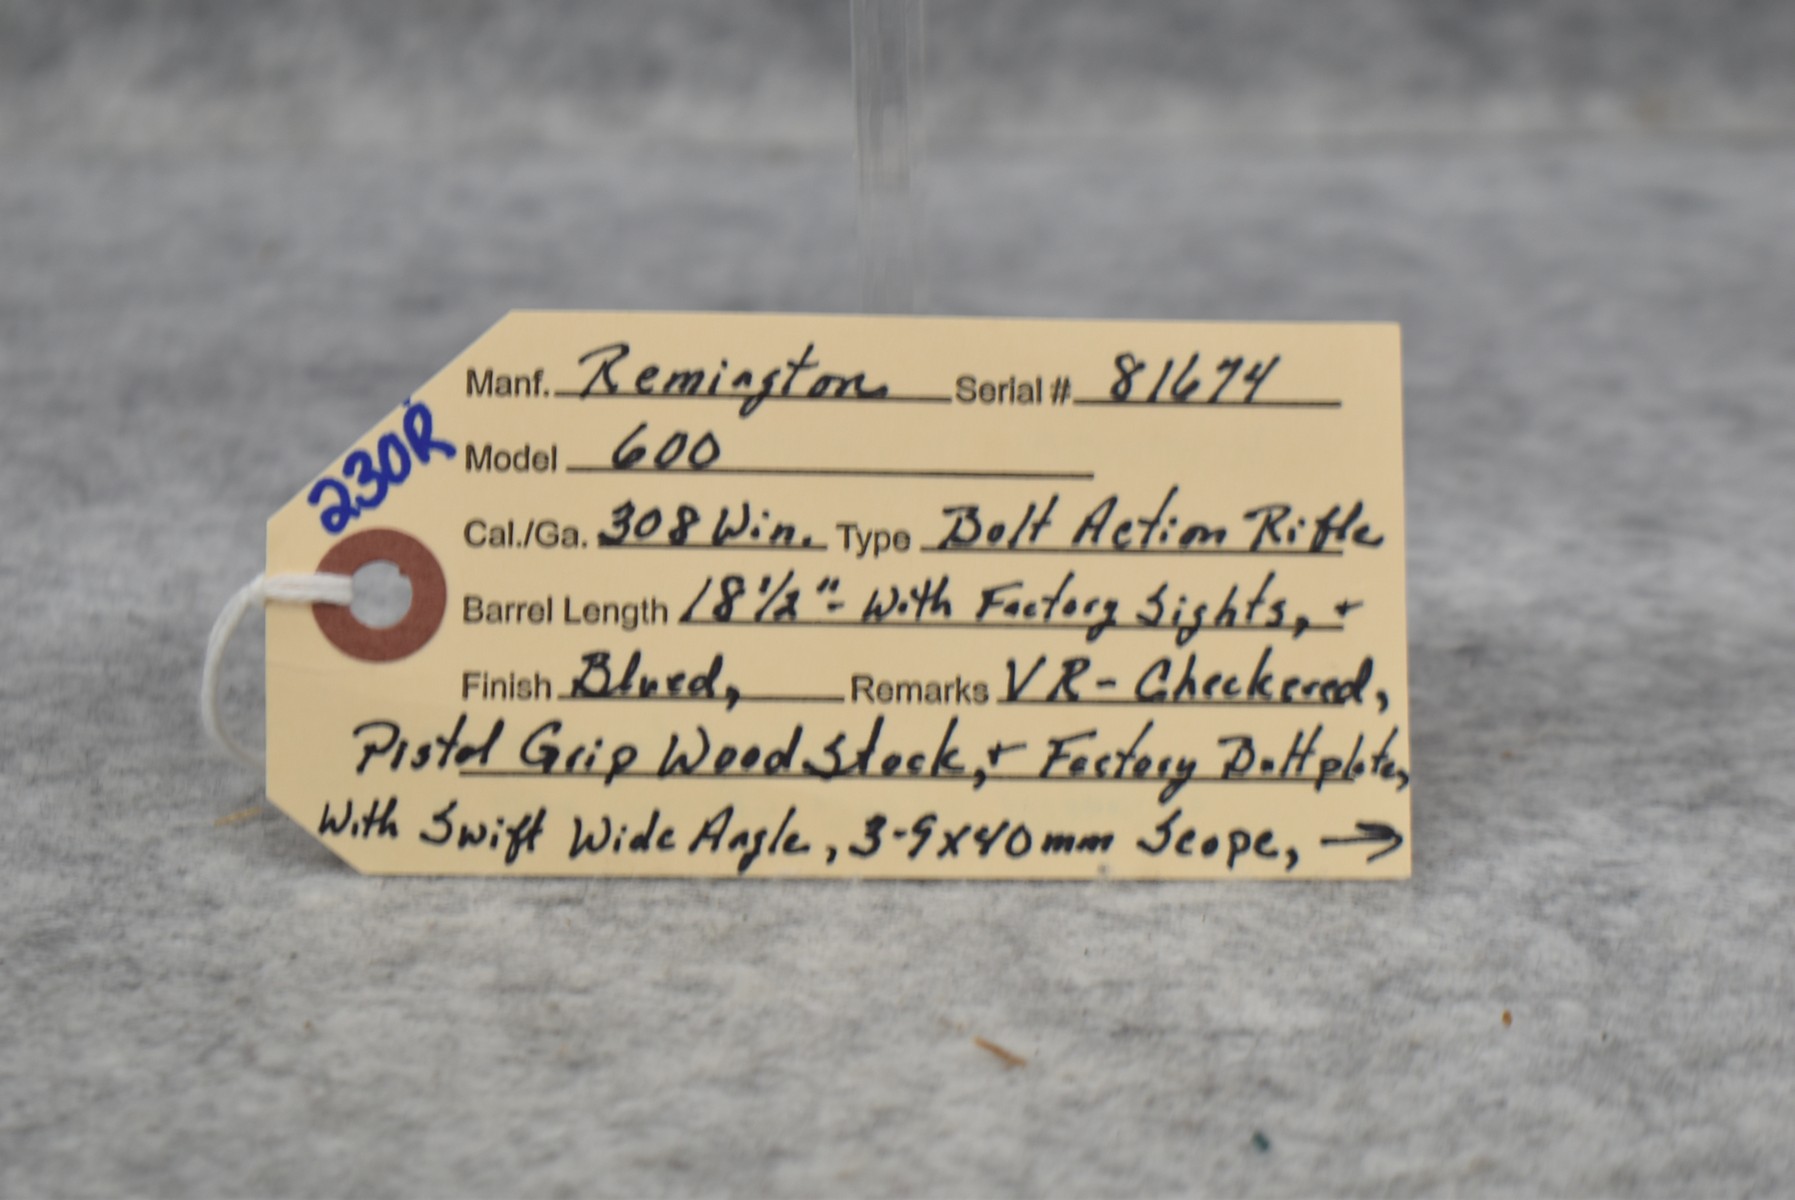 230R
Manf. Remington Serial # 81674
Model 600
Cal./Ga. 308 Win. Type Bolt Action Rifle
Barrel Length 18 1/2"- With Factory Sights, +
Finish Blued, Remarks VR- Checkered,
Pistol Grip Wood Stock, + Factory Buttplate,
With Swift Wide Angle, 3-9x40mm Scope, →